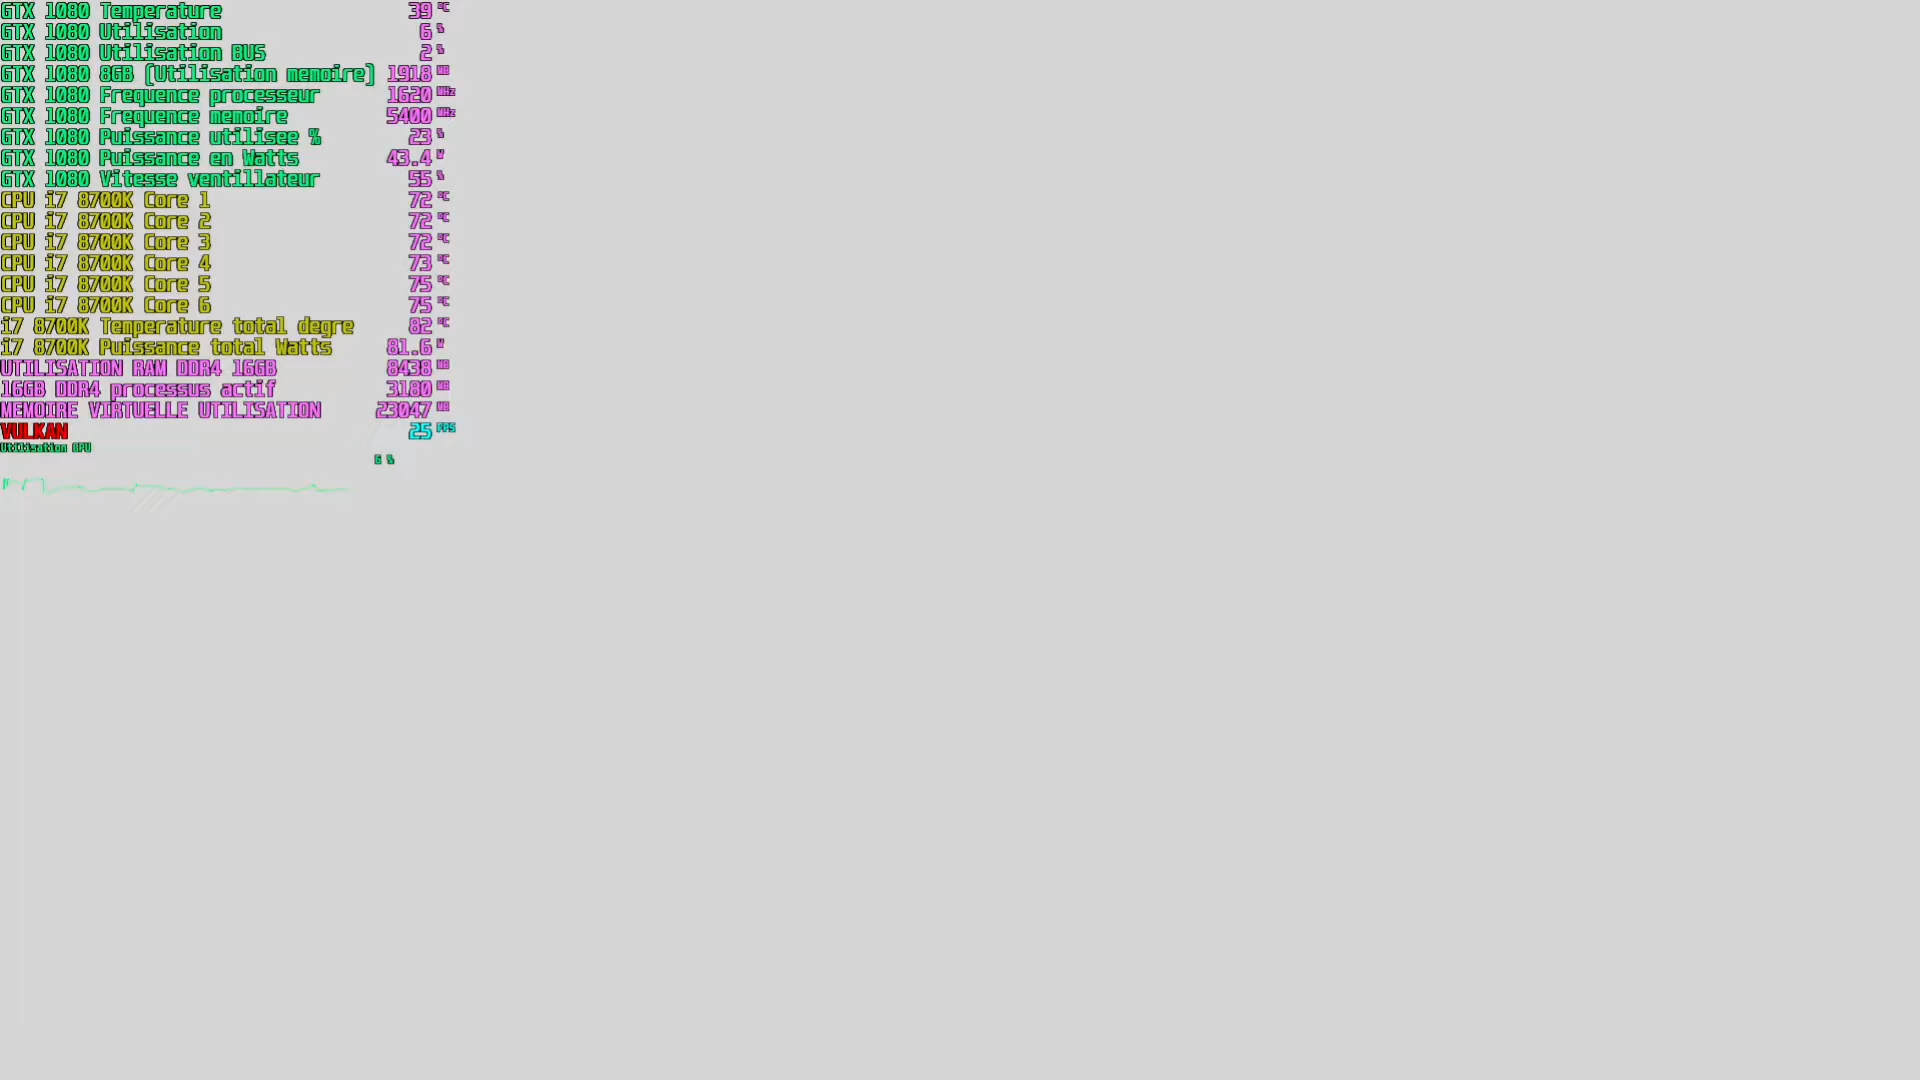 GTX 1080 Temperature 39 °C
GTX 1080 Utilisation 6 %
GTX 1080 Utilisation BUS 2 %
GTX 1080 8GB [Utilisation memoire] 1918 MB
GTX 1080 Frequence processeur 1620 MHz
GTX 1080 Frequence memoire 5400 MHz
GTX 1080 Puissance utilisee % 23 %
GTX 1080 Puissance en Watts 43.4 W
GTX 1080 Vitesse ventillateur 55 %
CPU i7 8700K Core 1 72 °C
CPU i7 8700K Core 2 72 °C
CPU i7 8700K Core 3 72 °C
CPU i7 8700K Core 4 73 °C
CPU i7 8700K Core 5 75 °C
CPU i7 8700K Core 6 75 °C
i7 8700K Temperature total degre 82 °C
i7 8700K Puissance total Watts 81.6 W
UTILISATION RAM DDR4 16GB 8438 MB
16GB DDR4 processus actif 3180 MB
MEMOIRE VIRTUELLE UTILISATION 23047 MB
VULKAN 25 FPS
Utilisation CPU
6 %